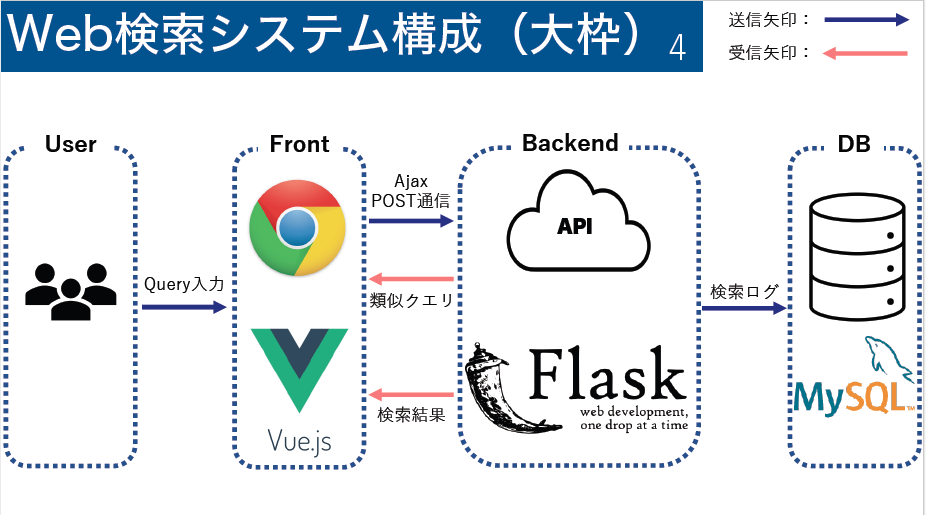 Web検索システム構成（大枠）
4
送信矢印：
受信矢印：
User
Front
Backend
DB
Ajax
POST通信
API
Query入力
類似クエリ
検索ログ
Flask
web development,
one drop at a time
検索結果
Vue.js
MySQL
TM